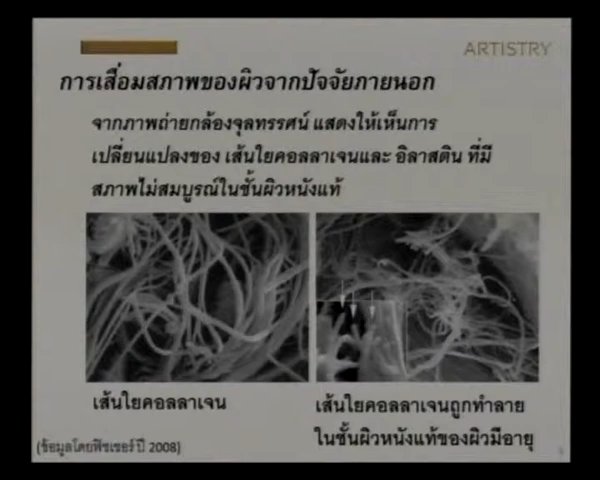 ARTISTRY
การเสื่อมสภาพของผิวจากปัจจัยภายนอก
จากภาพถ่ายกล้องจุลทรรศน์ แสดงให้เห็นการ
เปลี่ยนแปลงของ เส้นใยคอลลาเจนและ อิลาสติน ที่มี
สภาพไม่สมบูรณ์ในชั้นผิวหนังแท้
เส้นใยคอลลาเจน
เส้นใยคอลลาเจนถูกทำลาย
ในชั้นผิวหนังแท้ของผิวมีอายุ
(ข้อมูลโดยฟิชเชอร์ ปี 2008)